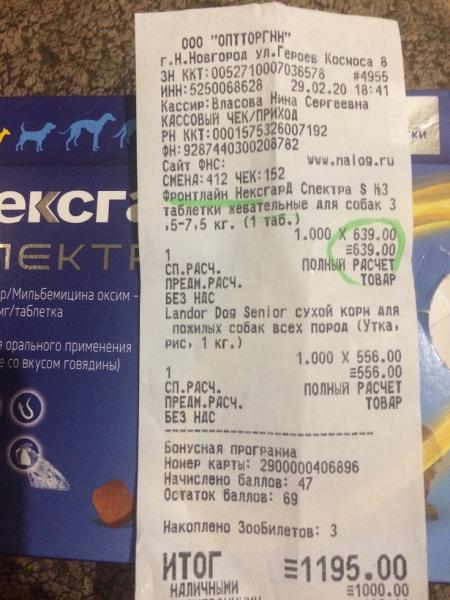 ООО "ОПТТОРГНН"
г.Н.Новгород ул.Героев Космоса 8
ЗН ККТ:0052710007036578 #4955
ИНН:5250068628 29.02.20 18:41
Кассир:Власова Нина Сергеевна
КАССОВЫЙ ЧЕК/ПРИХОД
РН ККТ:0001575326007192
ФН:9287440300208782
Сайт ФНС: www.nalog.ru
СМЕНА:412 ЧЕК:152
Фронтлайн НексгарД Спектра S №3
таблетки жевательные для собак 3
,5-7,5 кг. (1 таб.)
1.000 X 639.00
1 ≡639.00
СП.РАСЧ. ПОЛНЫЙ РАСЧЕТ
ПРЕДМ.РАСЧ. ТОВАР
БЕЗ НДС
Landor Dog Senior сухой корм для
пожилых собак всех пород (Утка,
рис, 1 кг.)
1.000 X 556.00
1 ≡556.00
СП.РАСЧ. ПОЛНЫЙ РАСЧЕТ
ПРЕДМ.РАСЧ. ТОВАР
БЕЗ НДС
Бонусная программа
Номер карты: 2900000406896
Начислено баллов: 47
Остаток баллов: 69
Накоплено ЗооБилетов: 3
ИТОГ ≡1195.00
НАЛИЧНЫМИ ≡1000.00
ексга
ПЕКТР
р/Мильбемицина оксим -
мг/таблетка
я орального применения
е со вкусом говядины)
ки